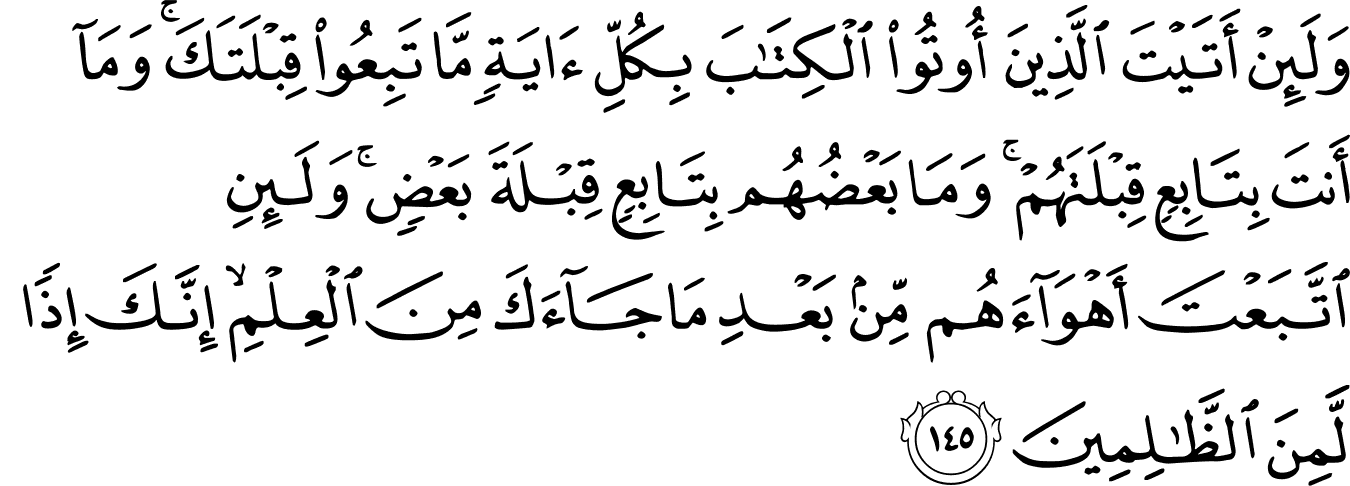 وَلَئِنْ أَتَيْتَ ٱلَّذِينَ أُوتُوا۟ ٱلْكِتَٰبَ بِكُلِّ ءَايَةٍ مَّا تَبِعُوا۟ قِبْلَتَكَ ۚ وَمَآ
أَنتَ بِتَابِعٍ قِبْلَتَهُمْ ۚ وَمَا بَعْضُهُم بِتَابِعٍ قِبْلَةَ بَعْضٍ ۚ وَلَئِنِ
ٱتَّبَعْتَ أَهْوَآءَهُم مِّنۢ بَعْدِ مَا جَآءَكَ مِنَ ٱلْعِلْمِ ۙ إِنَّكَ إِذًا
لَّمِنَ ٱلظَّٰلِمِينَ ١٤٥